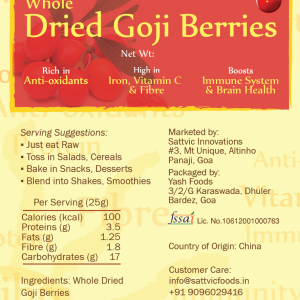 Whole
Dried Goji Berries
Net Wt:
Rich in
Anti-oxidants
High in
Iron, Vitamin C
& Fibre
Boosts
Immune System
& Brain Health
Serving Suggestions:
• Just eat Raw
• Toss in Salads, Cereals
• Bake in Snacks, Desserts
• Blend into Shakes, Smoothies
Per Serving (25g)
Calories (kcal) 100
Proteins (g) 3.5
Fats (g) 1.25
Fibre (g) 1.8
Carbohydrates (g) 17
Ingredients: Whole Dried
Goji Berries
Marketed by:
Sattvic Innovations
#3, Mt Unique, Altinho
Panaji, Goa
Packaged by:
Yash Foods
3/2/G Karaswada, Dhuler
Bardez, Goa
fssai Lic. No.10612001000763
Country of Origin: China
Customer Care:
info@sattvicfoods.in
+91 9096029416